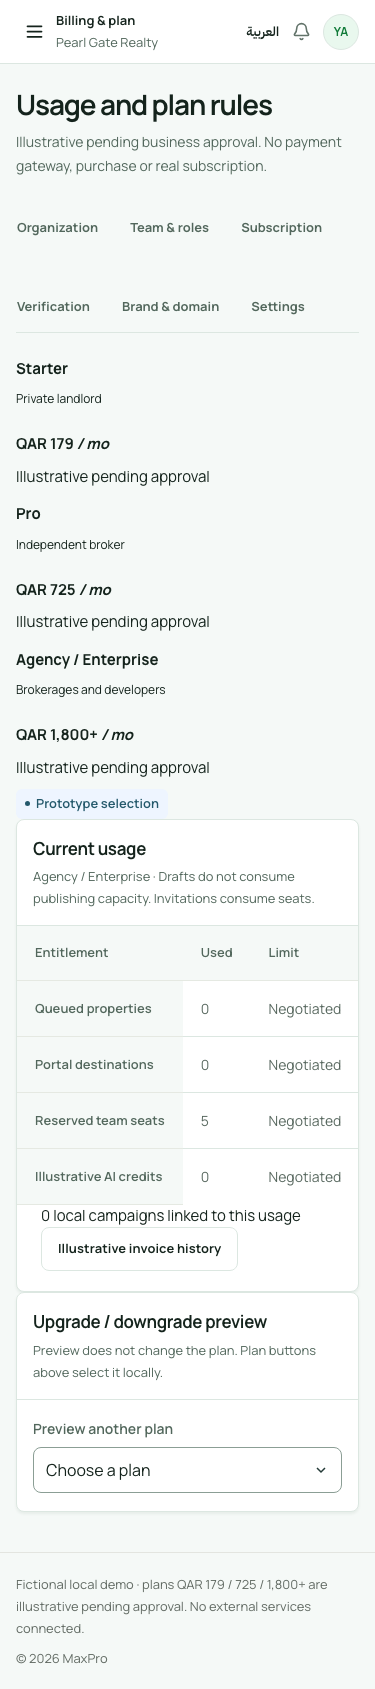 Billing & plan
Pearl Gate Realty
العربية
YA
Usage and plan rules
Illustrative pending business approval. No payment
gateway, purchase or real subscription.
Organization Team & roles Subscription
Verification Brand & domain Settings
Starter
Private landlord
QAR 179 / mo
Illustrative pending approval
Pro
Independent broker
QAR 725 / mo
Illustrative pending approval
Agency / Enterprise
Brokerages and developers
QAR 1,800+ / mo
Illustrative pending approval
Prototype selection
Current usage
Agency / Enterprise · Drafts do not consume
publishing capacity. Invitations consume seats.
Entitlement Used Limit
Queued properties 0 Negotiated
Portal destinations 0 Negotiated
Reserved team seats 5 Negotiated
Illustrative AI credits 0 Negotiated
0 local campaigns linked to this usage
Illustrative invoice history
Upgrade / downgrade preview
Preview does not change the plan. Plan buttons
above select it locally.
Preview another plan
Choose a plan
Fictional local demo · plans QAR 179 / 725 / 1,800+ are
illustrative pending approval. No external services
connected.
© 2026 MaxPro